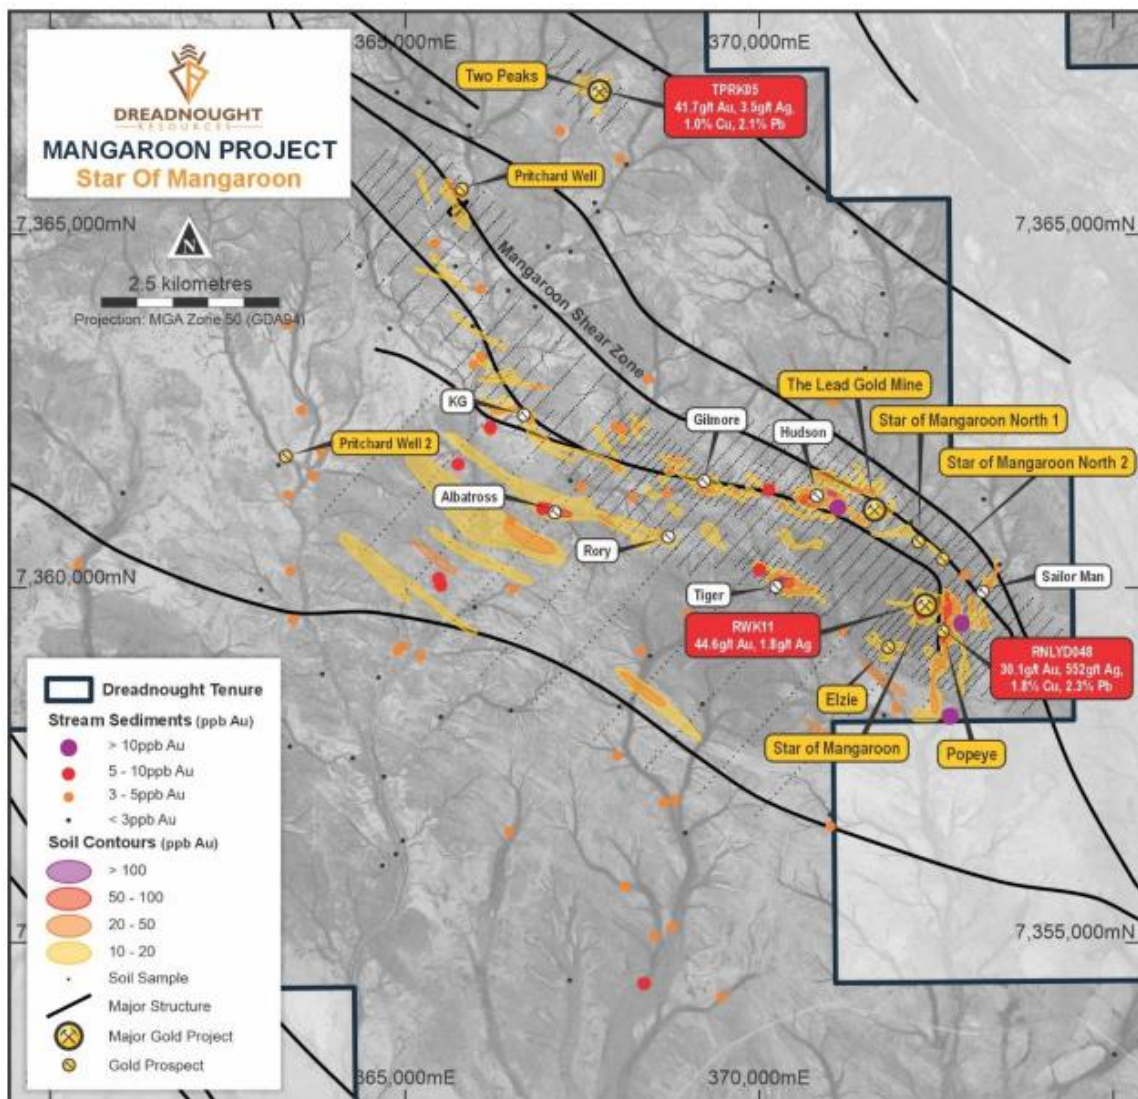 365,000mE
370,000mE
DREADNOUGHT
RESOURCES
MANGAROON PROJECT
Star Of Mangaroon
Two Peaks
TPRK05
41.7g/t Au, 3.5g/t Ag,
1.0% Cu, 2.1% Pb
Pritchard Well
7,365,000mN
7,365,000mN
N
2.5 kilometres
Projection: MGA Zone 50 (GDA94)
Mangaroon Shear Zone
The Lead Gold Mine
KG
Gilmore
Hudson
Star of Mangaroon North 1
Pritchard Well 2
Star of Mangaroon North 2
Albatross
Rory
7,360,000mN
Tiger
Sailor Man
RWK11
44.6g/t Au, 1.8g/t Ag
RNLYD048
30.1g/t Au, 552g/t Ag,
1.8% Cu, 2.3% Pb
Elzie
Star of Mangaroon
Popeye
Dreadnought Tenure
Stream Sediments (ppb Au)
> 10ppb Au
5 - 10ppb Au
3 - 5ppb Au
< 3ppb Au
Soil Contours (ppb Au)
> 100
50 - 100
20 - 50
10 - 20
Soil Sample
Major Structure
Major Gold Project
Gold Prospect
7,355,000mN
365,000mE
370,000mE